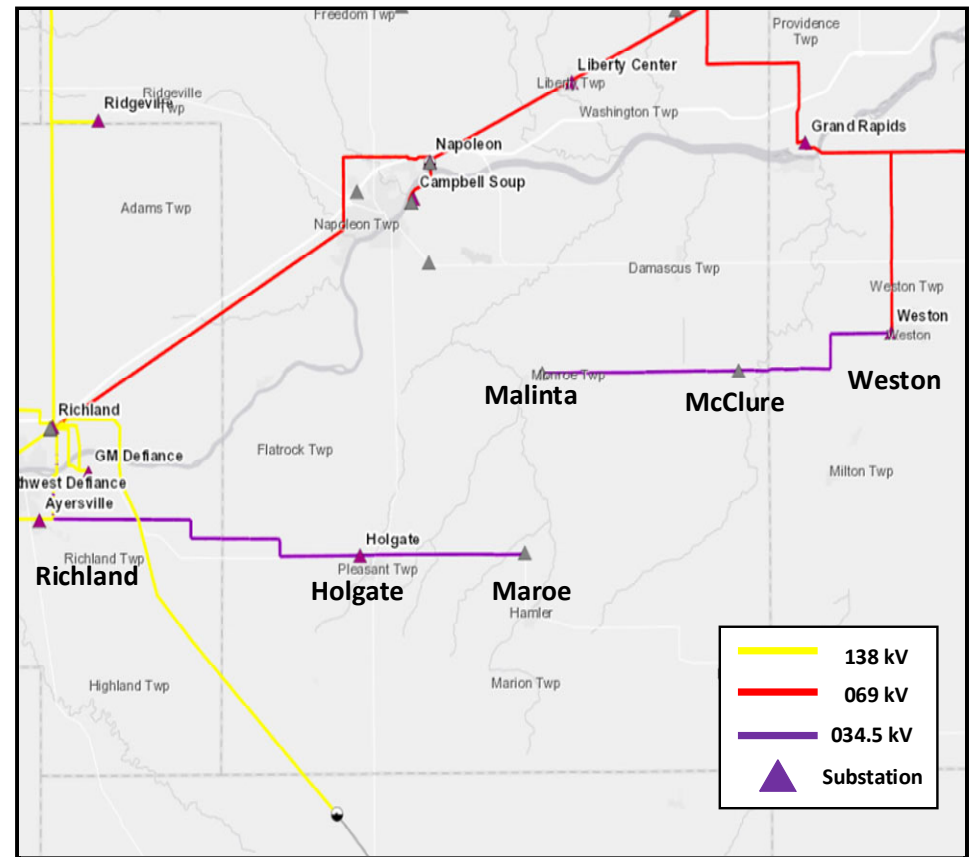 Freedom Twp
Providence
Twp
Liberty Center
Liberty Twp
Ridgeville
Ridgeville
Twp
Washington Twp
Grand Rapids
Napoleon
Campbell Soup
Adams Twp
Napoleon Twp
Damascus Twp
Weston Twp
Weston
Weston
Monroe Twp
Malinta
McClure
Weston
Richland
Flatrock Twp
GM Defiance
Milton Twp
hwest Defiance
Ayersville
Holgate
Richland Twp
Pleasant Twp
Richland
Holgate
Maroe
Hamler
Highland Twp
Marion Twp
138 kV
069 kV
034.5 kV
Substation